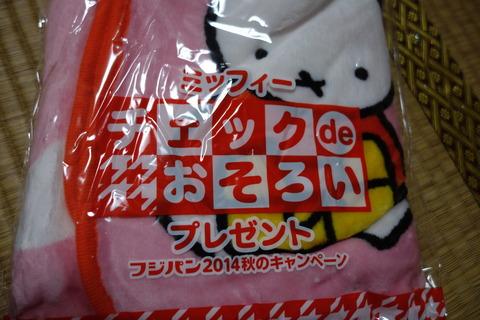 ミッフィー
チェックde
おそろい
プレゼント
フジパン2014秋のキャンペーン